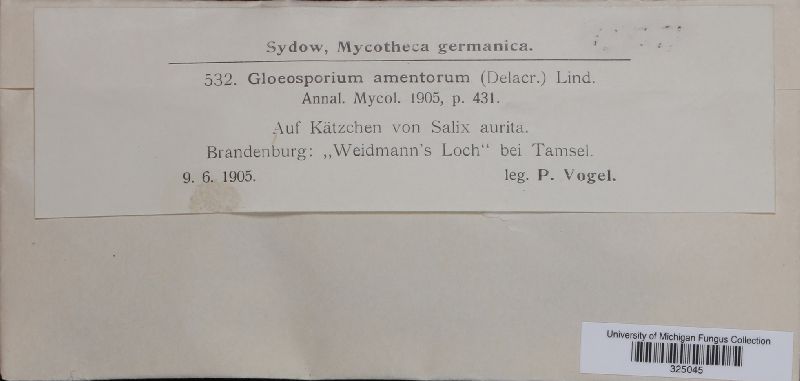 Sydow, Mycotheca germanica.
532. Gloeosporium amentorum (Delacr.) Lind.
Annal. Mycol. 1905, p. 431.
Auf Kätzchen von Salix aurita.
Brandenburg: „Weidmann's Loch“ bei Tamsel.
9. 6. 1905. leg. P. Vogel.
University of Michigan Fungus Collection
325045